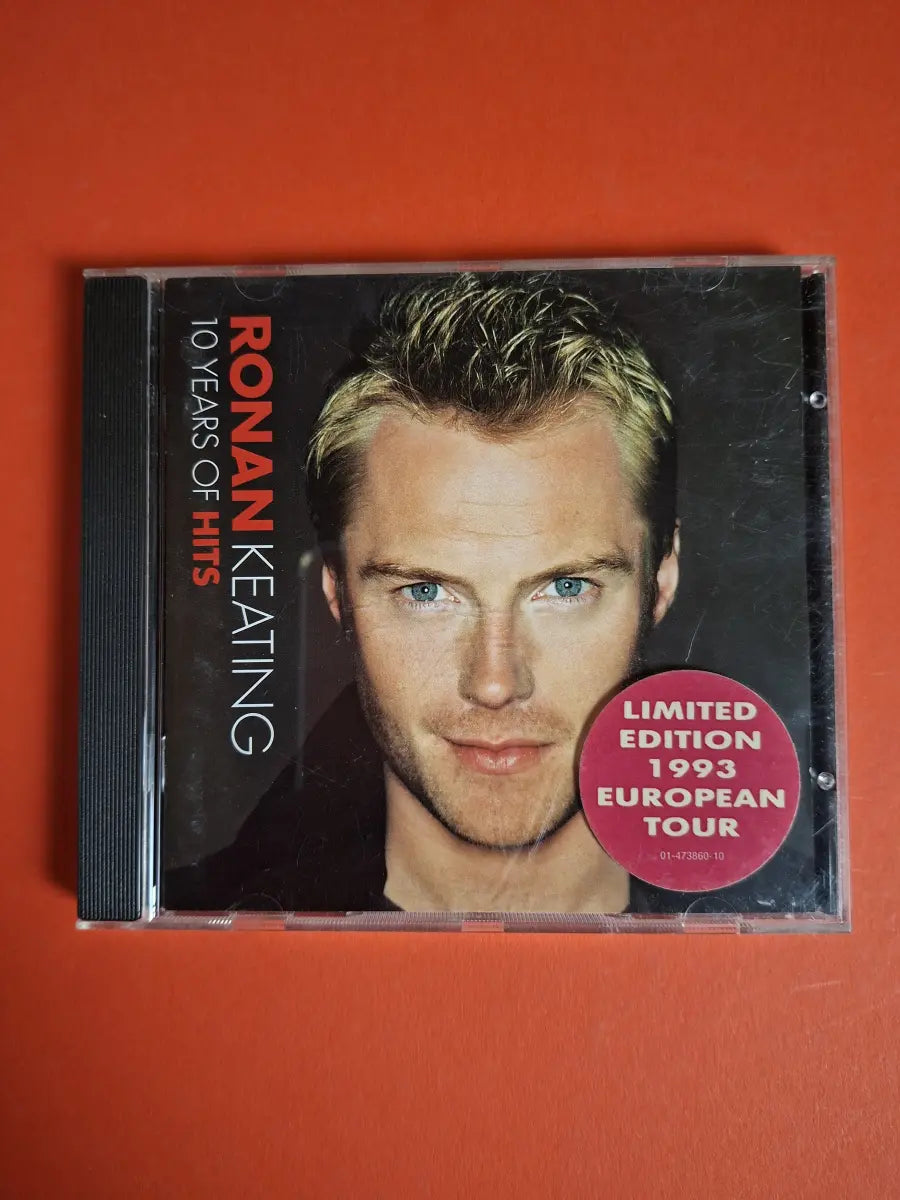 RONAN KEATING
10 YEARS OF HITS
LIMITED
EDITION
1993
EUROPEAN
TOUR
01-473860-10